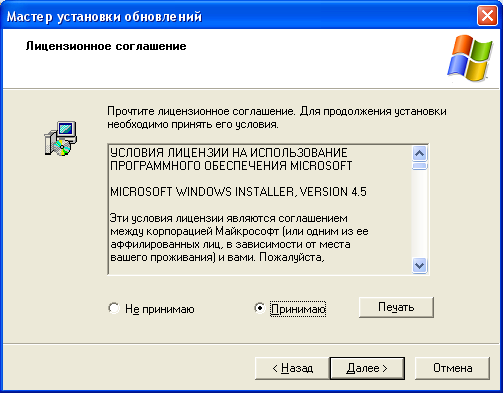 Мастер установки обновлений
Лицензионное соглашение
Прочтите лицензионное соглашение. Для продолжения установки
необходимо принять его условия.
УСЛОВИЯ ЛИЦЕНЗИИ НА ИСПОЛЬЗОВАНИЕ
ПРОГРАММНОГО ОБЕСПЕЧЕНИЯ MICROSOFT
MICROSOFT WINDOWS INSTALLER, VERSION 4.5
Эти условия лицензии являются соглашением
между корпорацией Майкрософт (или одним из ее
аффилированных лиц, в зависимости от места
вашего проживания) и вами. Пожалуйста,
Не принимаю
Принимаю
Печать
< Назад
Далее >
Отмена